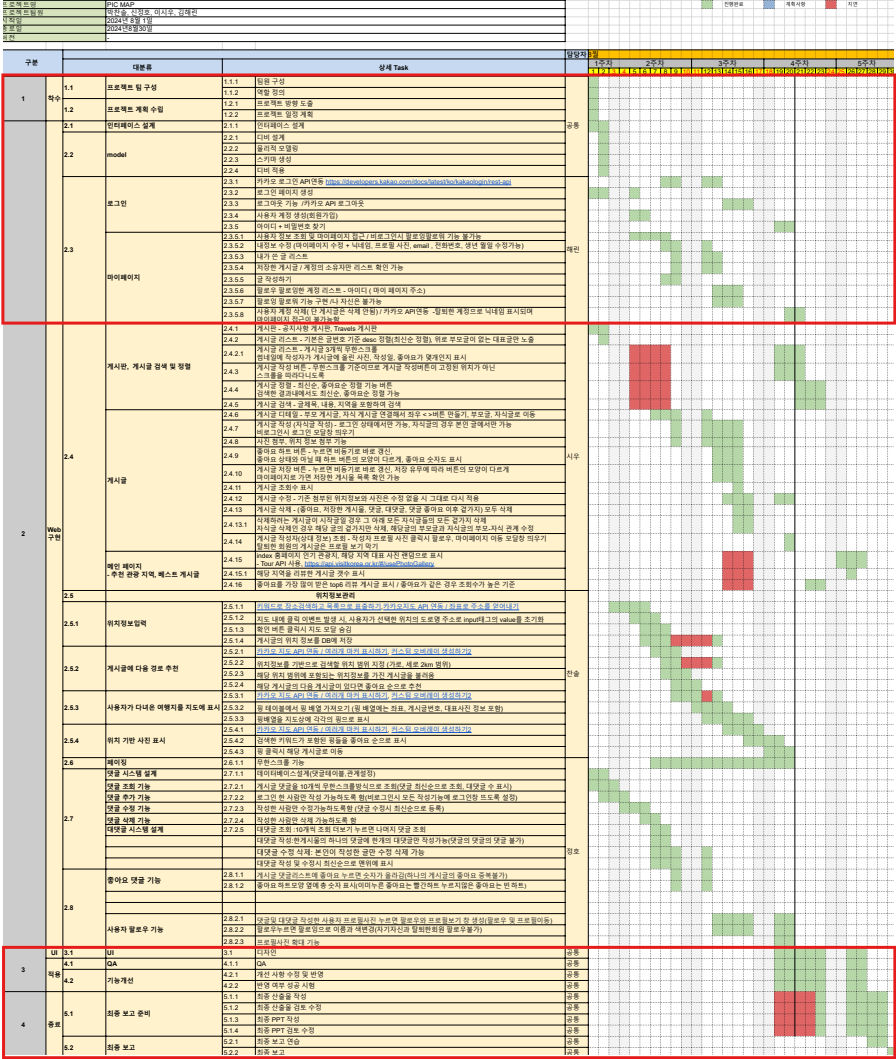 프로젝트명 PIC MAP
프로젝트팀원 박찬솔, 신정호, 이시우, 김해린
시작일 2024년 8월 1일
종료일 2024년8월30일
버전 -
진행완료 계획사항 지연
구분 대분류 상세 Task 담당자 8월
1주차 2주차 3주차 4주차 5주차
1 착수 1.1 프로젝트 팀 구성 1.1.1 팀원 구성
1.1.2 역할 정의
1.2 프로젝트 계획 수립 1.2.1 프로젝트 방향 도출
1.2.2 프로젝트 일정 계획
공통
2 Web 구현
2.1 인터페이스 설계 2.1.1 인터페이스 설계
2.2 model 2.2.1 디비 설계
2.2.2 물리적 모델링
2.2.3 스키마 생성
2.2.4 디비 적용
2.3 로그인 2.3.1 카카오 로그인 API연동 https://developers.kakao.com/docs/latest/ko/kakaologin/rest-api
2.3.2 로그인 페이지 생성
2.3.3 로그아웃 기능 /카카오 API 로그아웃
2.3.4 사용자 계정 생성(회원가입)
2.3.5 아이디 + 비밀번호 찾기
해린
마이페이지 2.3.5.1 사용자 정보 조회 및 마이페이지 접근 / 비로그인시 팔로잉팔로워 기능 불가능
2.3.5.2 내정보 수정 (마이페이지 수정 + 닉네임, 프로필 사진, email , 전화번호, 생년 월일 수정가능)
2.3.5.3 내가 쓴 글 리스트
2.3.5.4 저장한 게시글 / 계정의 소유자만 리스트 확인 가능
2.3.5.5 글 작성하기
2.3.5.6 팔로우 팔로잉한 계정 리스트 - 아이디 ( 마이 페이지 주소)
2.3.5.7 팔로잉 팔로워 기능 구현 /나 자신은 불가능
2.3.5.8 사용자 계정 삭제( 단 게시글은 삭제 안됨) / 카카오 API연동 -탈퇴한 계정으로 닉네임 표시되며
마이페이지 접근이 불가능함
2.4 게시판, 게시글 검색 및 정렬 2.4.1 게시판 - 공지사항 게시판, Travels 게시판
2.4.2 게시글 리스트 - 기본은 글번호 기준 desc 정렬(최신순 정렬), 위로 부모글이 없는 대표글만 노출
2.4.2.1 게시글 리스트 - 게시글 3개씩 무한스크롤
썸네일에 작성자가 게시글에 올린 사진, 작성일, 좋아요가 몇개인지 표시
2.4.3 게시글 작성 버튼 - 무한스크롤 기준이므로 게시글 작성버튼이 고정된 위치가 아닌
스크롤을 따라다니도록
2.4.4 게시글 정렬 - 최신순, 좋아요순 정렬 기능 버튼
검색한 결과내에서도 최신순, 좋아요순 정렬 가능
2.4.5 게시글 검색 - 글제목, 내용, 지역을 포함하여 검색
게시글 2.4.6 게시글 디테일 - 부모 게시글, 자식 게시글 연결해서 좌우 < >버튼 만들기, 부모글, 자식글로 이동
2.4.7 게시글 작성 (자식글 작성) - 로그인 상태에서만 가능, 자식글의 경우 본인 글에서만 가능
비로그인시 로그인 모달창 띄우기
2.4.8 사진 첨부, 위치 정보 첨부 기능
2.4.9 좋아요 하트 버튼 - 누르면 비동기로 바로 갱신,
좋아요 상태와 아닐 때 하트 버튼의 모양이 다르게, 좋아요 숫자도 표시
시우
2.4.10 게시글 저장 버튼 - 누르면 비동기로 바로 갱신, 저장 유무에 따라 버튼의 모양이 다르게
마이페이지로 가면 저장한 게시물 목록 확인 가능
2.4.11 게시글 조회수 표시
2.4.12 게시글 수정 - 기존 첨부된 위치정보와 사진은 수정 없을 시 그대로 다시 적용
2.4.13 게시글 삭제 - (좋아요, 저장한 게시물, 댓글, 대댓글, 댓글 좋아요 이후 곁가지) 모두 삭제
2.4.13.1 삭제하려는 게시글이 시작글일 경우 그 아래 모든 자식글들의 모든 곁가지 삭제
자식글 삭제인 경우 해당 글의 곁가지만 삭제, 해당글의 부모글과 자식글의 부모-자식 관계 수정
2.4.14 게시글 작성자(상대 정보) 조회 - 작성자 프로필 사진 클릭시 팔로우, 마이페이지 이동 모달창 띄우기
탈퇴한 회원의 게시글은 프로필 보기 막기
메인 페이지
- 추천 관광 지역, 베스트 게시글
2.4.15 index 홈페이지 인기 관광지, 해당 지역 대표 사진 랜덤으로 표시
- Tour API 사용, https://api.visitkorea.or.kr/#/usePhotoGallery
2.4.15.1 해당 지역을 리뷰한 게시글 갯수 표시
2.4.16 좋아요를 가장 많이 받은 top6 리뷰 게시글 표시 / 좋아요가 같은 경우 조회수가 높은 기준
2.5 위치정보관리
2.5.1 위치정보입력 2.5.1.1 키워드로 장소검색하고 목록으로 표출하기,카카오지도 API 연동 / 좌표로 주소를 얻어내기
2.5.1.2 지도 내에 클릭 이벤트 발생 시, 사용자가 선택한 위치의 도로명 주소로 input태그의 value를 초기화
2.5.1.3 확인 버튼 클릭시 지도 모달 숨김
2.5.1.4 게시글의 위치 정보를 DB에 저장
2.5.2 게시글에 다음 경로 추천 2.5.2.1 카카오 지도 API 연동 / 여러개 마커 표시하기, 커스텀 오버레이 생성하기2
2.5.2.2 위치정보를 기반으로 검색할 위치 범위 지정 (가로, 세로 2km 범위)
2.5.2.3 해당 위치 범위에 포함되는 위치정보를 가진 게시글을 불러옴
2.5.2.4 해당 게시글의 다음 게시글이 있다면 좋아요 순으로 추천
찬솔
2.5.3 사용자가 다녀온 여행지를 지도에 표시 2.5.3.1 카카오 지도 API 연동 / 여러개 마커 표시하기, 커스텀 오버레이 생성하기2
2.5.3.2 핑 테이블에서 핑 배열 가져오기 (핑 배열에는 좌표, 게시글번호, 대표사진 정보 포함)
2.5.3.3 핑배열을 지도상에 각각의 핑으로 표시
2.5.4 위치 기반 사진 표시 2.5.4.1 카카오 지도 API 연동 / 여러개 마커 표시하기, 커스텀 오버레이 생성하기2
2.5.4.2 검색한 키워드가 포함된 핑들을 좋아요 순으로 표시
2.5.4.3 핑 클릭시 해당 게시글로 이동
2.6 페이징 2.6.1.1 무한스크롤 기능
2.7 댓글 시스템 설계 2.7.1.1 데이터베이스설계(댓글테이블,관계설정)
댓글 조회 기능 2.7.2.1 게시글 댓글을 10개씩 무한스크롤방식으로 조회(댓글 최신순으로 조회, 대댓글 수 표시)
댓글 추가 기능 2.7.2.2 로그인 한 사람만 작성 가능하도록 함(비로그인시 모든 작성기능에 로그인창 뜨도록 설정)
댓글 수정 기능 2.7.2.3 작성한 사람만 수정가능하도록함 (댓글 수정시 최신순으로 등록)
댓글 삭제 기능 2.7.2.4 작성한 사람만 삭제 가능하도록 함
대댓글 시스템 설계 2.7.2.5 대댓글 조회 :10개씩 조회 더보기 누르면 나머지 댓글 조회
대댓글 작성:한게시물의 하나의 댓글에 한개의 대댓글만 작성가능(댓글의 댓글의 댓글 불가)
대댓글 수정 삭제: 본인이 작성한 글만 수정 삭제 가능
대댓글 작성 및 수정시 최신순으로 맨위에 표시
정호
2.8 좋아요 댓글 기능 2.8.1.1 게시글 댓글리스트에 좋아요 누르면 숫자가 올라감(하나의 게시글의 좋아요 중복불가)
2.8.1.2 좋아요 하트모양 옆에 총 숫자 표시(이미누른 좋아요는 빨간하트 누르지않은 좋아요는 빈 하트)
사용자 팔로우 기능 2.8.2.1 댓글및 대댓글 작성한 사용자 프로필사진 누르면 팔로우와 프로필보기 창 생성(팔로우 및 프로필이동)
2.8.2.2 팔로우누르면 팔로잉으로 이름과 색변경(자기자신과 탈퇴한회원 팔로우불가)
2.8.2.3 프로필사진 확대 기능
3 UI 3.1 UI 3.1 디자인 공통
적용 4.1 QA 4.1.1 QA 공통
4.2 기능개선 4.2.1 개선 사항 수정 및 반영 공통
4.2.2 반영 여부 성공 시험 공통
4 종료 5.1 최종 보고 준비 5.1.1 최종 산출물 작성 공통
5.1.2 최종 산출물 검토 수정 공통
5.1.3 최종 PPT 작성 공통
5.1.4 최종 PPT 검토 수정 공통
5.2 최종 보고 5.2.1 최종 보고 연습 공통
5.2.2 최종 보고 공통